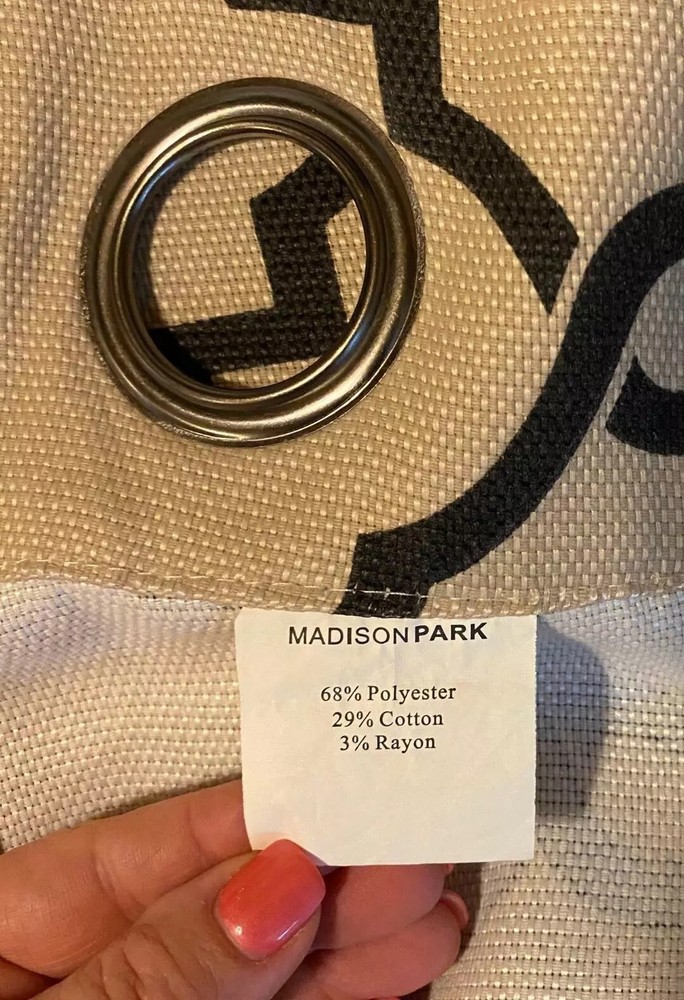 MADISON PARK
68% Polyester
29% Cotton
3% Rayon